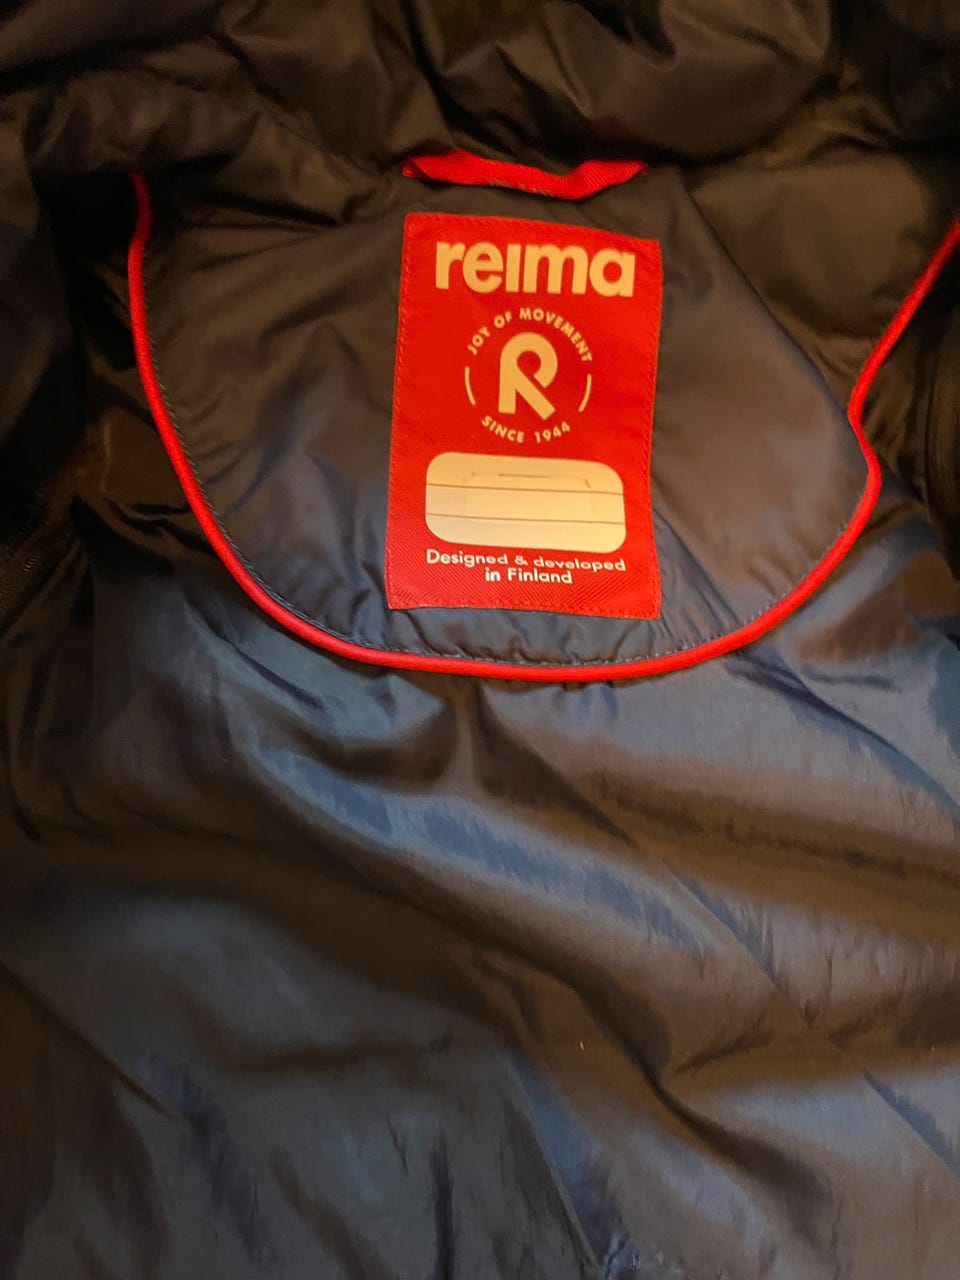 reima
JOY OF MOVEMENT
R
SINCE 1944
Designed & developed
in Finland